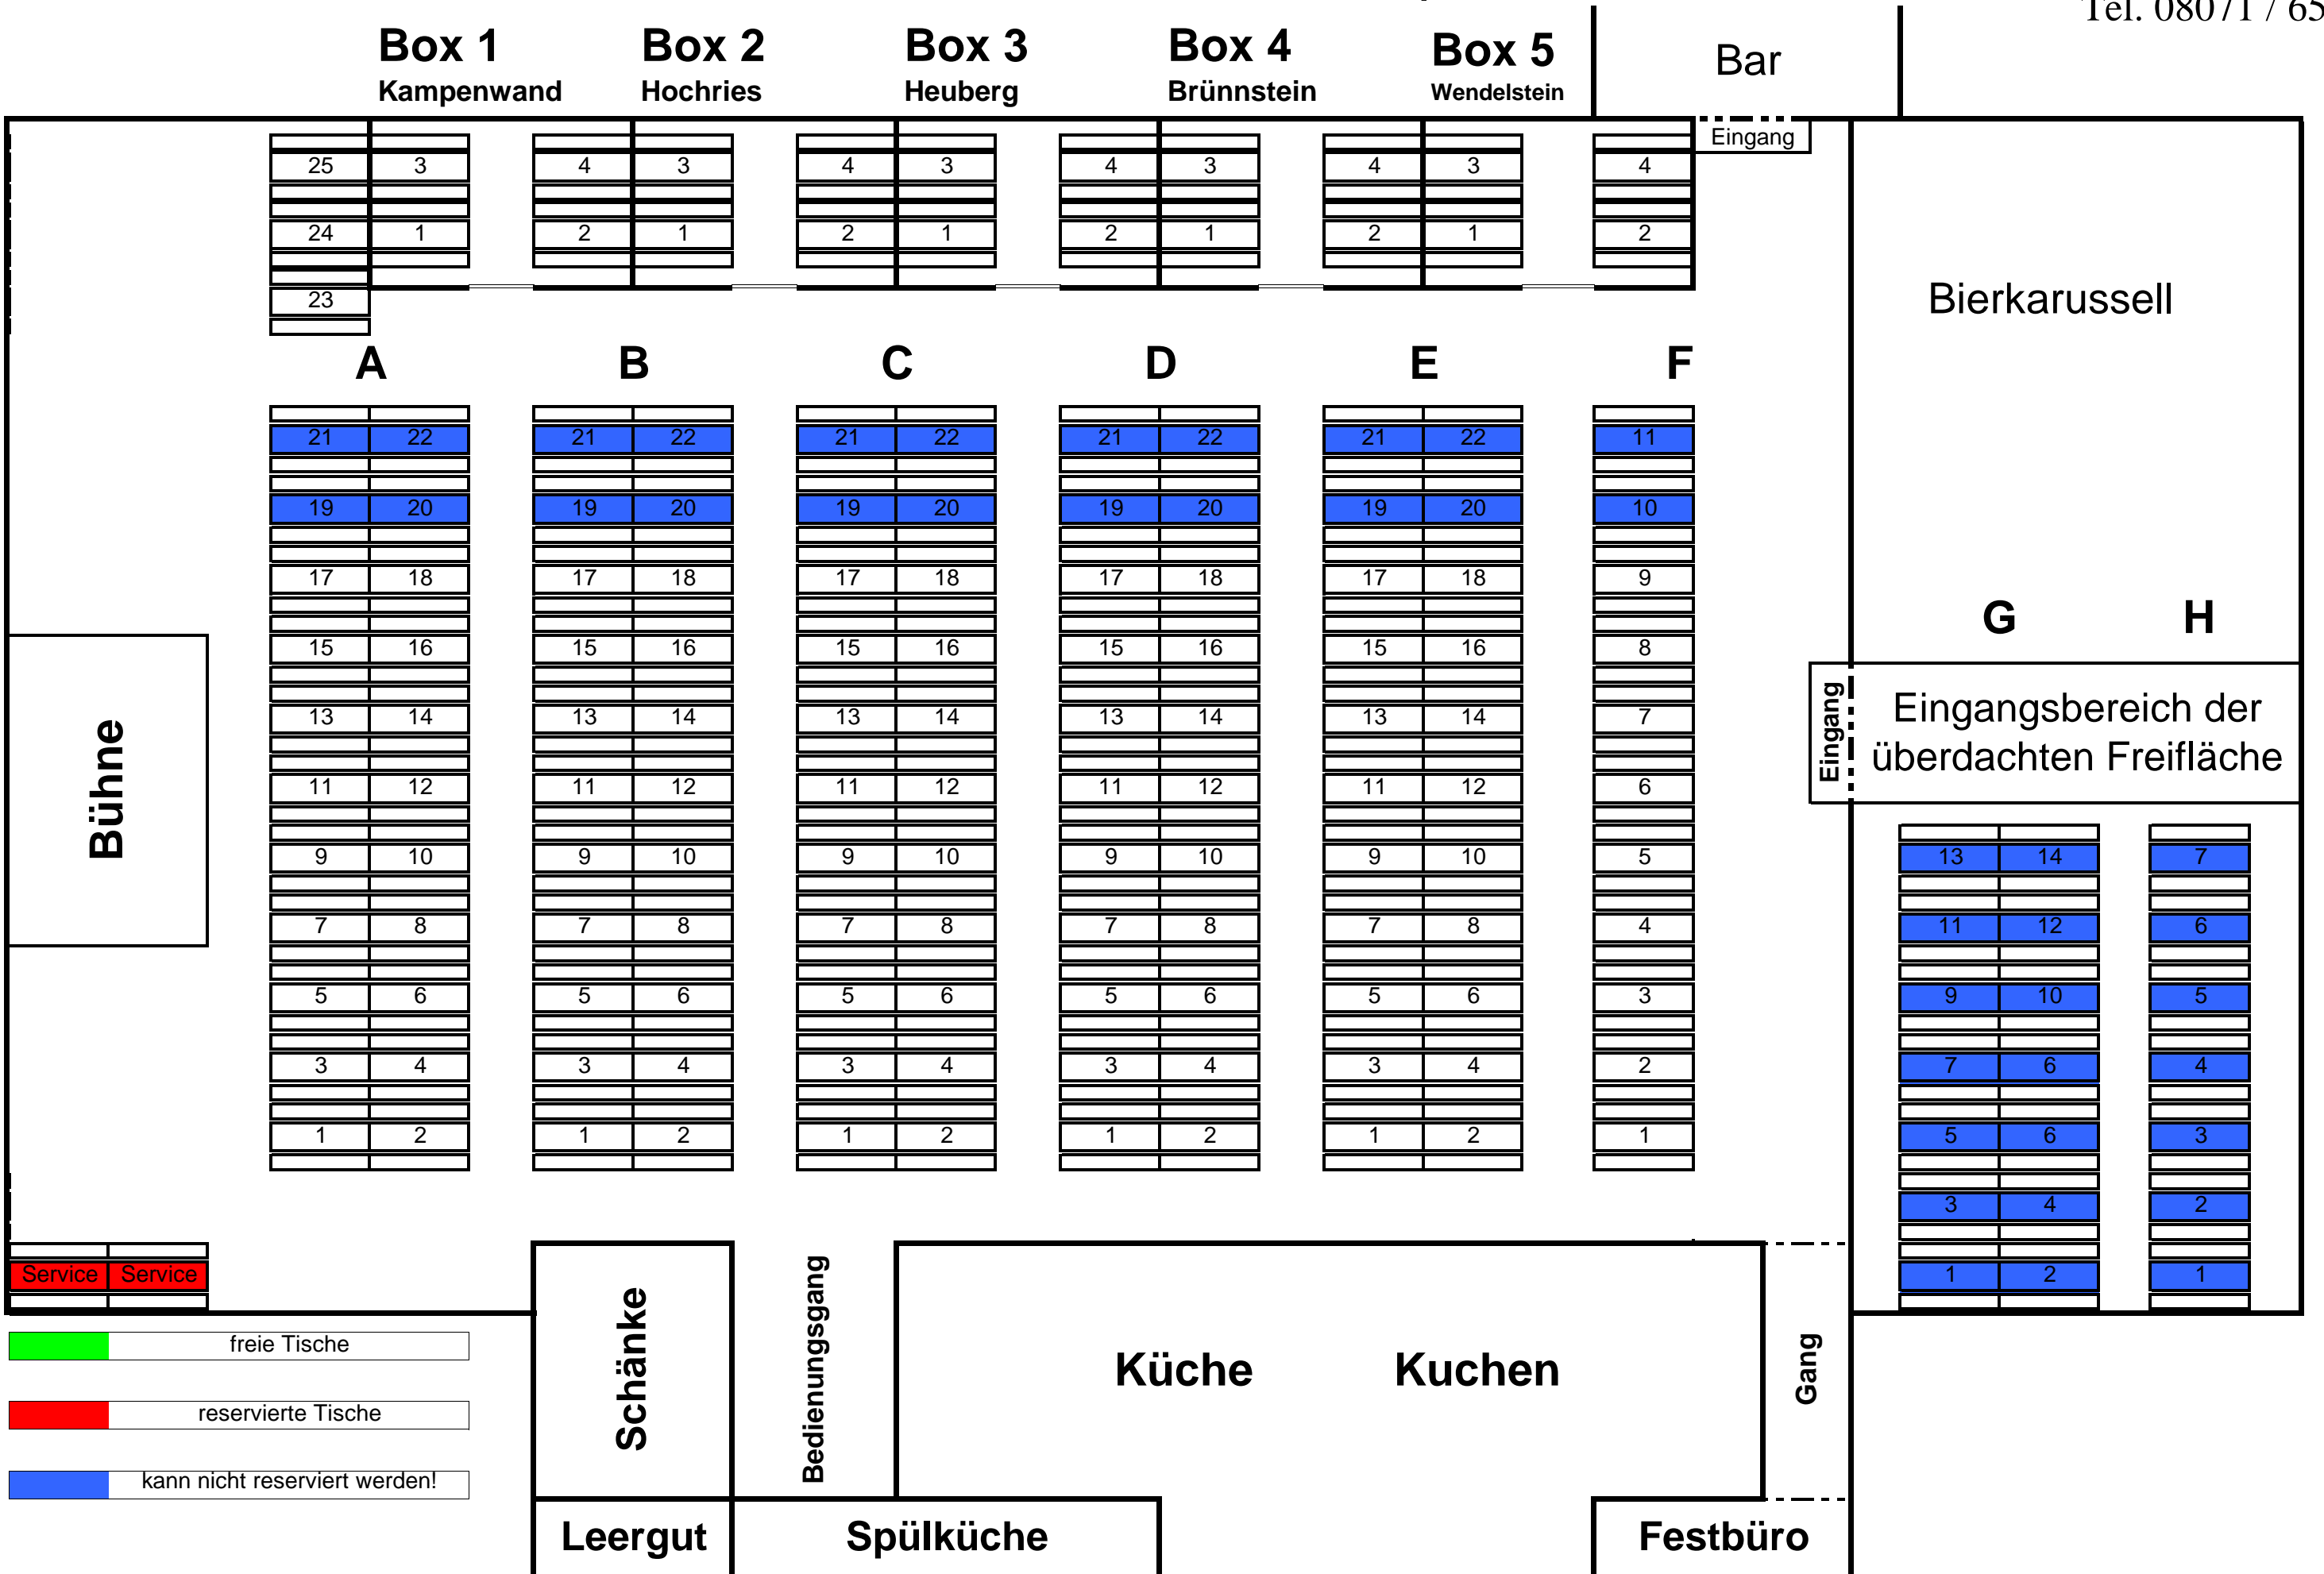 Tel. 08071 / 65
Box 1 Box 2 Box 3 Box 4 Box 5 Bar
Kampenwand Hochries Heuberg Brünnstein Wendelstein
Eingang
25 3 4 3 4 3 4 3 4 3 4
24 1 2 1 2 1 2 1 2 1 2
23
Bierkarussell
A B C D E F
21 22 21 22 21 22 21 22 21 22 11
19 20 19 20 19 20 19 20 19 20 10
17 18 17 18 17 18 17 18 17 18 9
G H
15 16 15 16 15 16 15 16 15 16 8
13 14 13 14 13 14 13 14 13 14 7
Bühne
Eingang
Eingangsbereich der
überdachten Freifläche
11 12 11 12 11 12 11 12 11 12 6
9 10 9 10 9 10 9 10 9 10 5 13 14 7
7 8 7 8 7 8 7 8 7 8 4 11 12 6
5 6 5 6 5 6 5 6 5 6 3 9 10 5
3 4 3 4 3 4 3 4 3 4 2 7 6 4
1 2 1 2 1 2 1 2 1 2 1 5 6 3
3 4 2
Service Service 1 2 1
freie Tische
reservierte Tische
kann nicht reserviert werden!
Schänke
Bedienungsgang
Küche Kuchen
Gang
Leergut Spülküche Festbüro